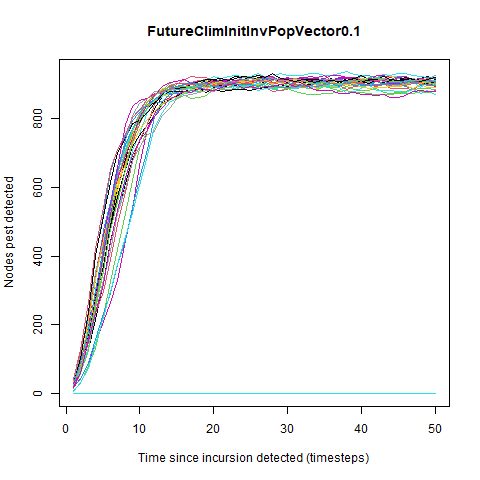 FutureClimInitInvPopVector0.1
Nodes pest detected
800
600
400
200
0
0 10 20 30 40 50
Time since incursion detected (timesteps)